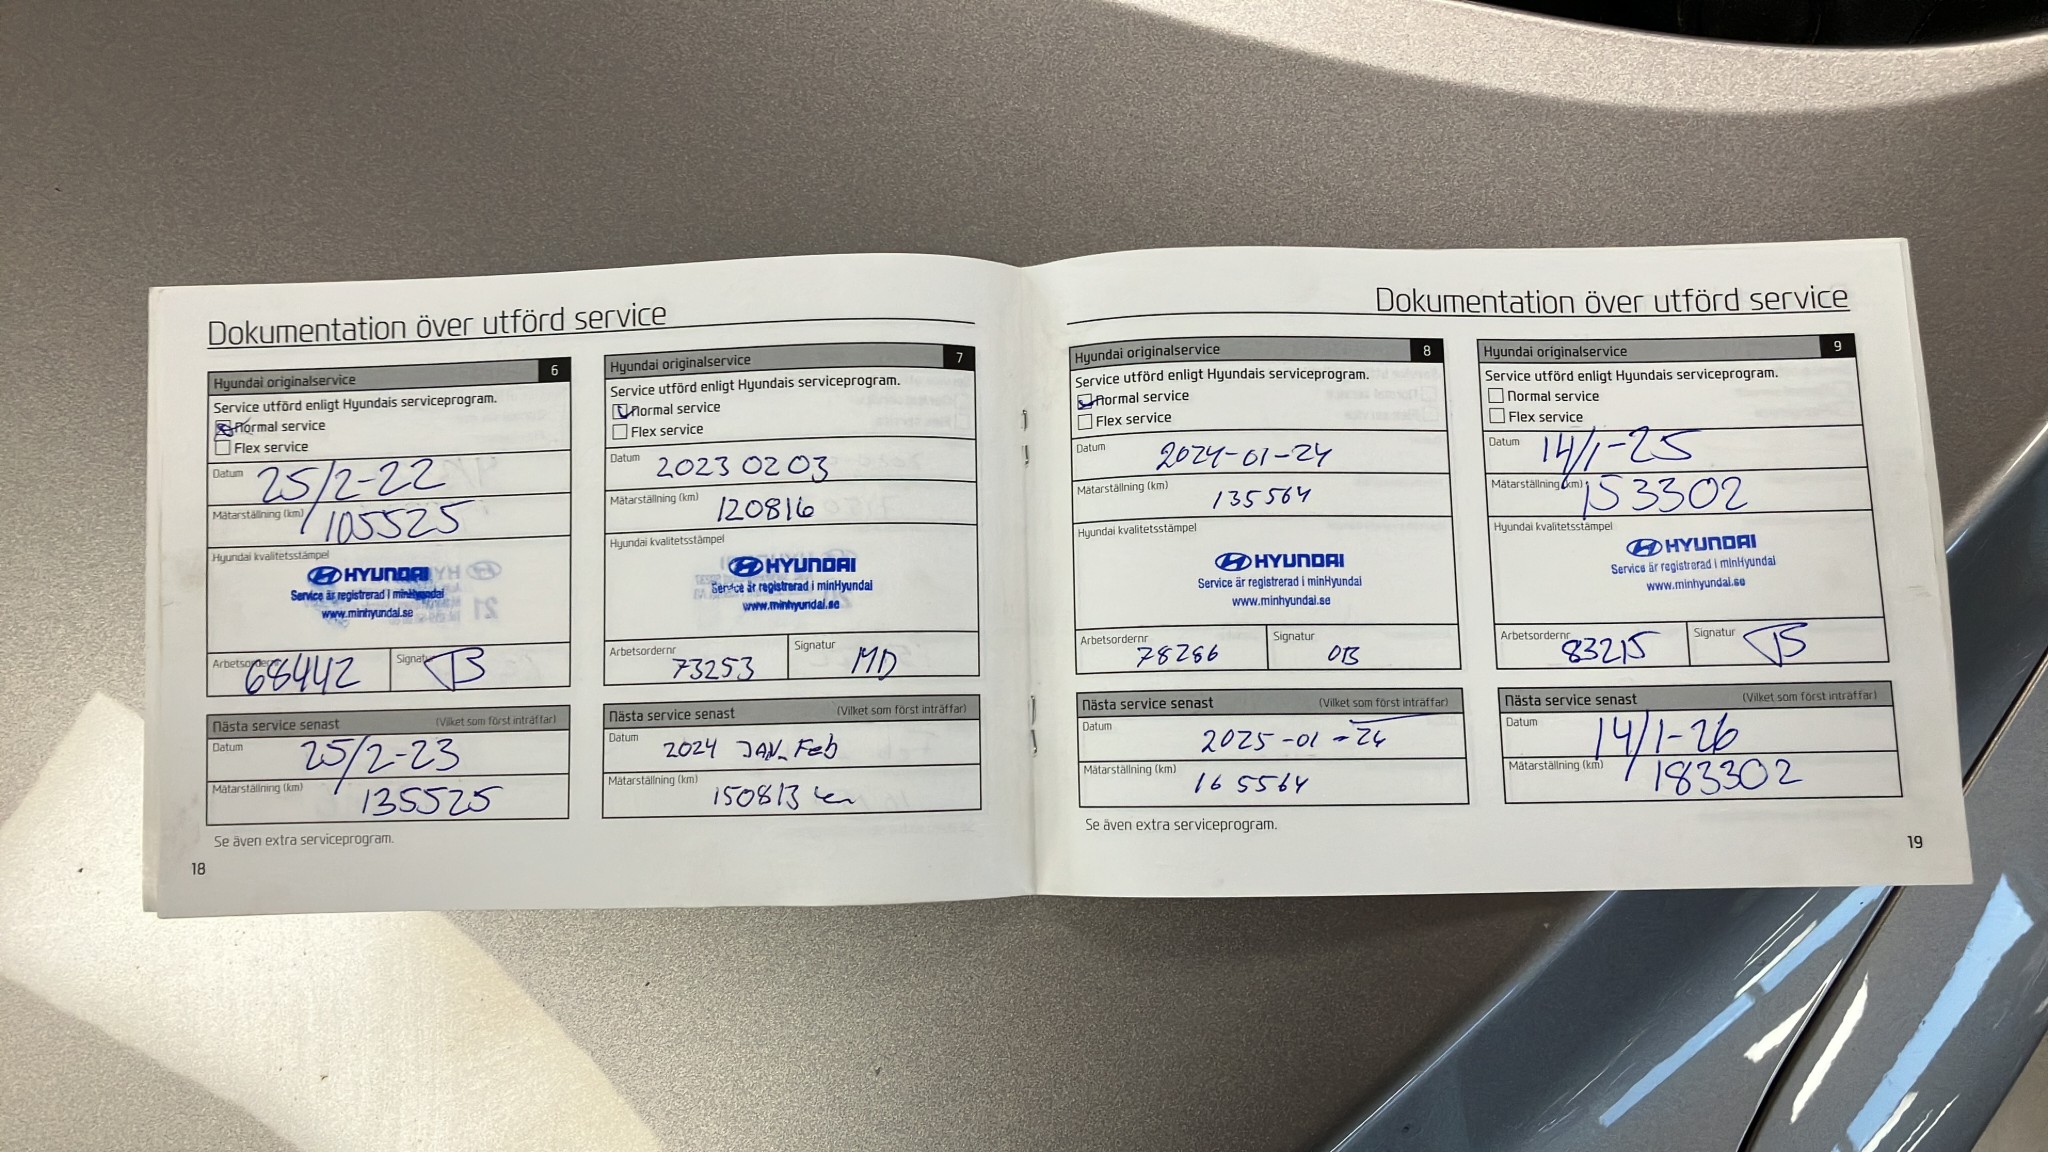 Dokumentation över utförd service
Hyundai originalservice 6
Service utförd enligt Hyundais serviceprogram.
Normal service
Flex service
Datum 25/2-22
Mätarställning (km) 105525
Hyundai kvalitetsstämpel
HYUNDAI
Service är registrerad i minHyundai
www.minhyundai.se
Arbetsordernr 68442 Signatur JB
Nästa service senast (Vilket som först inträffar)
Datum 25/2-23
Mätarställning (km) 135525
Se även extra serviceprogram.
18
Hyundai originalservice 7
Service utförd enligt Hyundais serviceprogram.
Normal service
Flex service
Datum 2023 02 03
Mätarställning (km) 120816
Hyundai kvalitetsstämpel
HYUNDAI
Service är registrerad i minHyundai
www.minhyundai.se
Arbetsordernr 73253 Signatur MD
Nästa service senast (Vilket som först inträffar)
Datum 2024 JAN-Feb
Mätarställning (km) 150813 km
Dokumentation över utförd service
Hyundai originalservice 8
Service utförd enligt Hyundais serviceprogram.
Normal service
Flex service
Datum 2024-01-24
Mätarställning (km) 135564
Hyundai kvalitetsstämpel
HYUNDAI
Service är registrerad i minHyundai
www.minhyundai.se
Arbetsordernr 78286 Signatur OB
Nästa service senast (Vilket som först inträffar)
Datum 2025-01-24
Mätarställning (km) 165564
Se även extra serviceprogram.
Hyundai originalservice 9
Service utförd enligt Hyundais serviceprogram.
Normal service
Flex service
Datum 14/1-25
Mätarställning (km) 153302
Hyundai kvalitetsstämpel
HYUNDAI
Service är registrerad i minHyundai
www.minhyundai.se
Arbetsordernr 83215 Signatur
Nästa service senast (Vilket som först inträffar)
Datum 14/1-26
Mätarställning (km) 183302
19